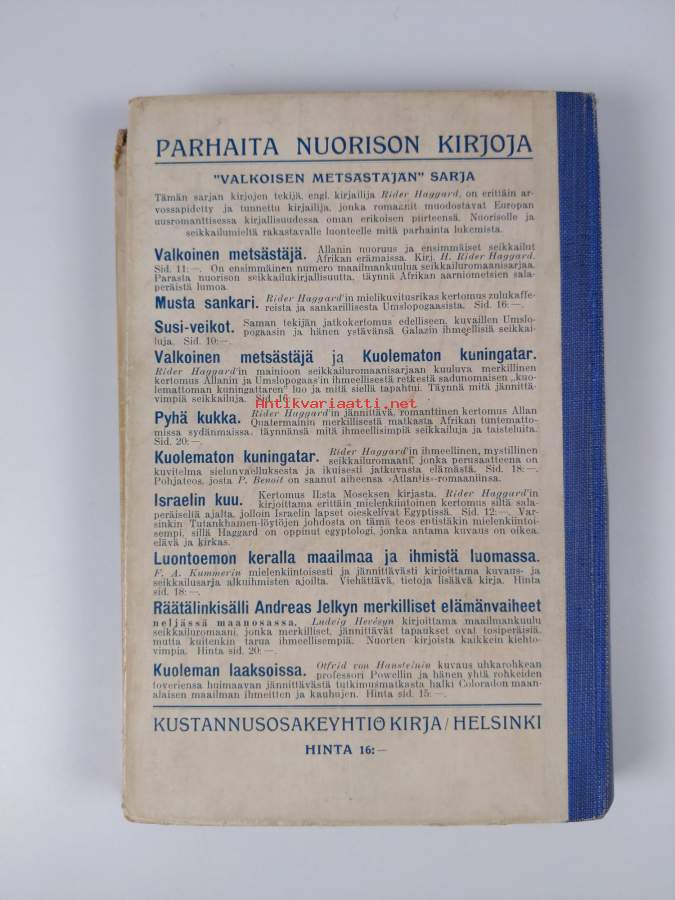 PARHAITA NUORISON KIRJOJA
"VALKOISEN METSÄSTÄJÄN" SARJA
Tämän sarjan kirjojen tekijä, engl. kirjailija Rider Haggard, on erittäin ar-
vossapidetty ja tunnettu kirjailija, jonka romaanit muodostavat Europan
uusromanttisessa kirjallisuudessa oman erikoisen piirteensä. Nuorisolle ja
seikkailumieltä rakastavalle luonteelle mitä parhainta lukemista.
Valkoinen metsästäjä. Allanin nuoruus ja ensimmäiset seikkailut
Afrikan erämaissa. Kirj. H. Rider Haggard.
Sid. 11:—. On ensimmäinen numero maailmankuulua seikkailuromaanisarjaa.
Parasta nuorison seikkailukirjallisuutta, täynnä Afrikan aarniometsien sala-
peräistä lumoa
Musta sankari. Rider Haggard'in mielikuvitusrikas kertomus zulukaffe-
reista ja sankarillisesta Umslopogaasista. Sid. 16:—.
Susi-veikot. Saman tekijän jatkokertomus edelliseen, kuvaillen Umslo-
pogaasin ja hänen ystävänsä Galazin ihmeellisiä seikkai-
luja. Sid. 10:—.
Valkoinen metsästäjä ja Kuolematon kuningatar.
Rider Haggard'in mainioon seikkailuromaanisarjaan kuuluva merkillinen
kertomus Allanin ja Umslopogaas'in ihmeellisestä retkestä sadunomaisen „kuo-
lemattoman kuningattaren" luo ja mitä siellä tapahtui. Täynnä mitä jännittä-
vimpiä seikkailuja. Sid. 16
Antikvariaatti.net
Pyhä kukka. Rider Haggard'in jännittävä, romanttinen kertomus Allan
Quatermainin merkillisestä matkasta Afrikan tuntematto-
missa sydänmaissa, täynnänsä mitä ihmeellisimpiä seikkailuja ja taisteluita.
Sid. 20:—.
Kuolematon kuningatar. Rider Haggard'in ihmeellinen, mystillinen
seikkailuromaani, jonka perusaatteena on
kuvitelma sielunvaelluksesta ja ikuisesti jatkuvasta elämästä. Sid. 18:—.
Pohjateos, josta P. Benoit on saanut aiheensa »Atlantis»-romaaniinsa.
Israelin kuu. Kertomus II:sta Moseksen kirjasta. Rider Haggard'in
kirjoittama erittäin mielenkiintoinen kertomus siltä sala-
peräiseltä ajalta, jolloin Israelin lapset oleskelivat Egyptissä. Sid. 12:—. Var-
sinkin Tutankhamen-löytöjen johdosta on tämä teos entistäkin mielenkiintoi-
sempi, sillä Haggard on oppinut egyptologi, jonka antama kuvaus on oikea,
elävä ja kirkas.
Luontoemon keralla maailmaa ja ihmistä luomassa.
F. A. Kummerin mielenkiintoisesti ja jännittävästi kirjoittama kuvaus- ja
seikkailusarja alkuihmisten ajoilta. Viehättävä, tietoja lisäävä kirja. Hinta
sid. 18:—.
Räätälinkisälli Andreas Jelkyn merkilliset elämänvaiheet
neljässä maanosassa. Ludvig Hevésyn kirjoittama maailmankuulu
seikkailuromaani, jonka merkilliset, jännittävät tapaukset ovat tosiperäisiä,
mutta kuitenkin tarua ihmeellisempiä. Nuorten kirjoista kaikkein kiehto-
vimpia. Hinta sid. 20:—.
Kuoleman laaksoissa. Otfrid von Hansteinin kuvaus uhkarohkean
professori Powellin ja hänen yhtä rohkeiden
toveriensa huimaavan jännittävästä tutkimusmatkasta halki Coloradon maan-
alaisen maailman ihmeitten ja kauhujen. Hinta sid. 15:—.
KUSTANNUSOSAKEYHTIÖ KIRJA / HELSINKI
HINTA 16:—